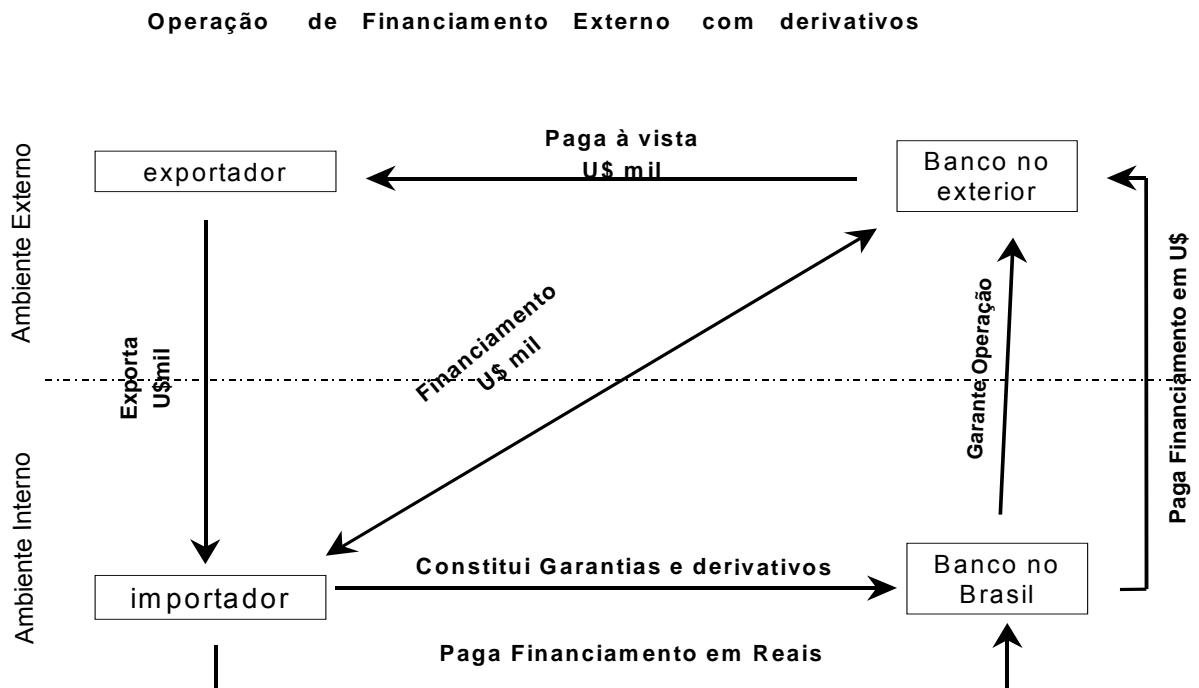 Operação de Financiamento Externo com derivativos
Ambiente Externo
exportador
Paga à vista
U$ mil
Banco no
exterior
Exporta
U$mil
Financiamento
U$ mil
Garante Operação
Paga Financiamento em U$
Ambiente Interno
importador
Constitui Garantias e derivativos
Banco no
Brasil
Paga Financiamento em Reais